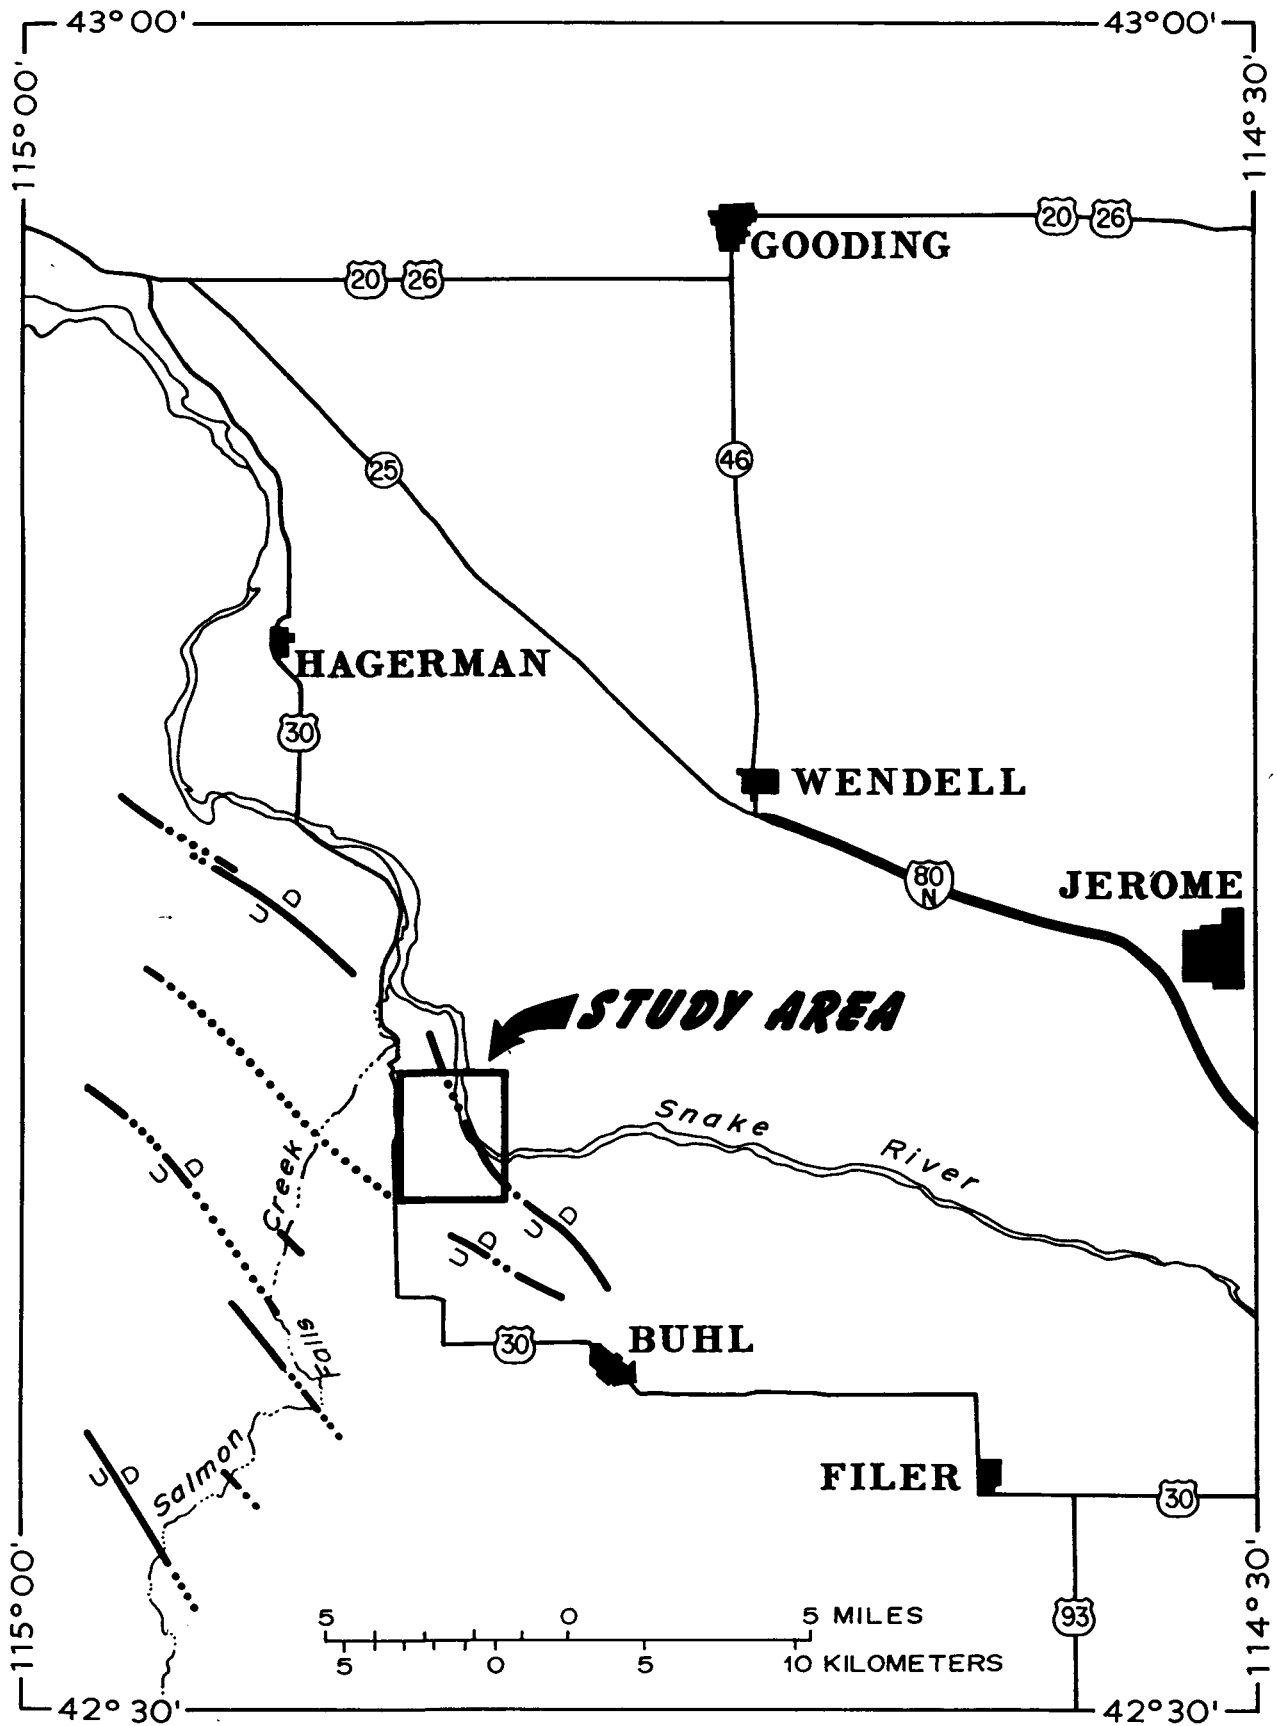 43°00' 43°00'
115°00' 114°30'
20 26
GOODING
20 26
25
46
HAGERMAN
30
WENDELL
80
N
JEROME
U D
STUDY AREA
Snake River
Creek
U D
U D
U D
Falls
30
BUHL
Salmon
U D
FILER
30
93
5 0 5 MILES
5 0 5 10 KILOMETERS
115°00' 114°30'
42°30' 42°30'